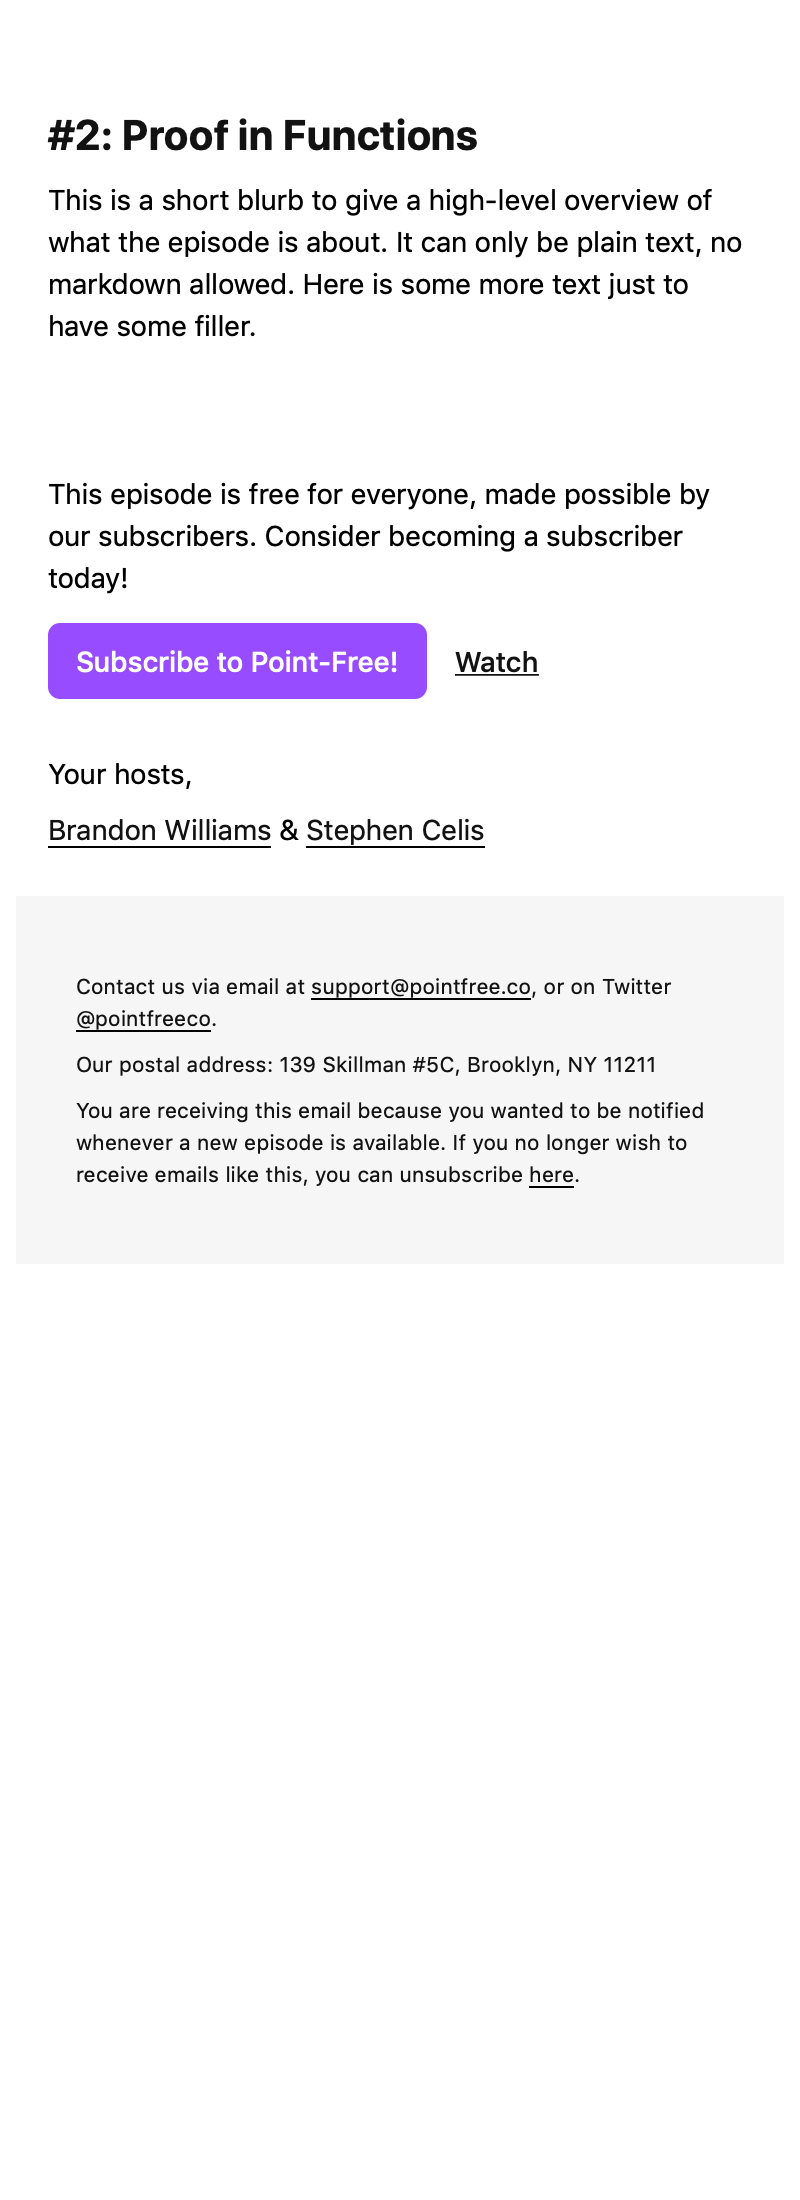 #2: Proof in Functions
This is a short blurb to give a high-level overview of
what the episode is about. It can only be plain text, no
markdown allowed. Here is some more text just to
have some filler.
This episode is free for everyone, made possible by
our subscribers. Consider becoming a subscriber
today!
Subscribe to Point-Free! Watch
Your hosts,
Brandon Williams & Stephen Celis
Contact us via email at support@pointfree.co, or on Twitter
@pointfreeco.
Our postal address: 139 Skillman #5C, Brooklyn, NY 11211
You are receiving this email because you wanted to be notified
whenever a new episode is available. If you no longer wish to
receive emails like this, you can unsubscribe here.